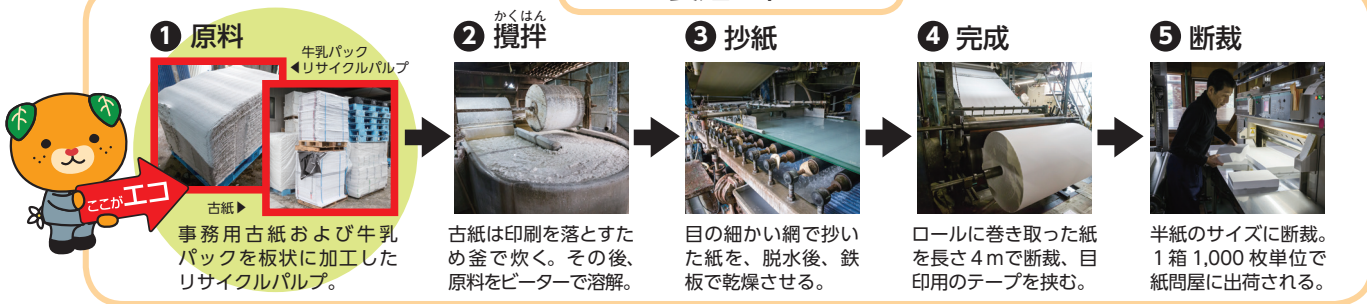 ❶ 原料
牛乳パック
◀リサイクルパルプ
古紙▶
ここがエコ
事務用古紙および牛乳
パックを板状に加工した
リサイクルパルプ。
かくはん
❷ 攪拌
古紙は印刷を落とすた
め釜で炊く。その後、
原料をビーターで溶解。
❸ 抄紙
目の細かい網で抄い
た紙を、脱水後、鉄
板で乾燥させる。
❹ 完成
ロールに巻き取った紙
を長さ4mで断裁、目
印用のテープを挟む。
❺ 断裁
半紙のサイズに断裁。
1箱1,000枚単位で
紙問屋に出荷される。